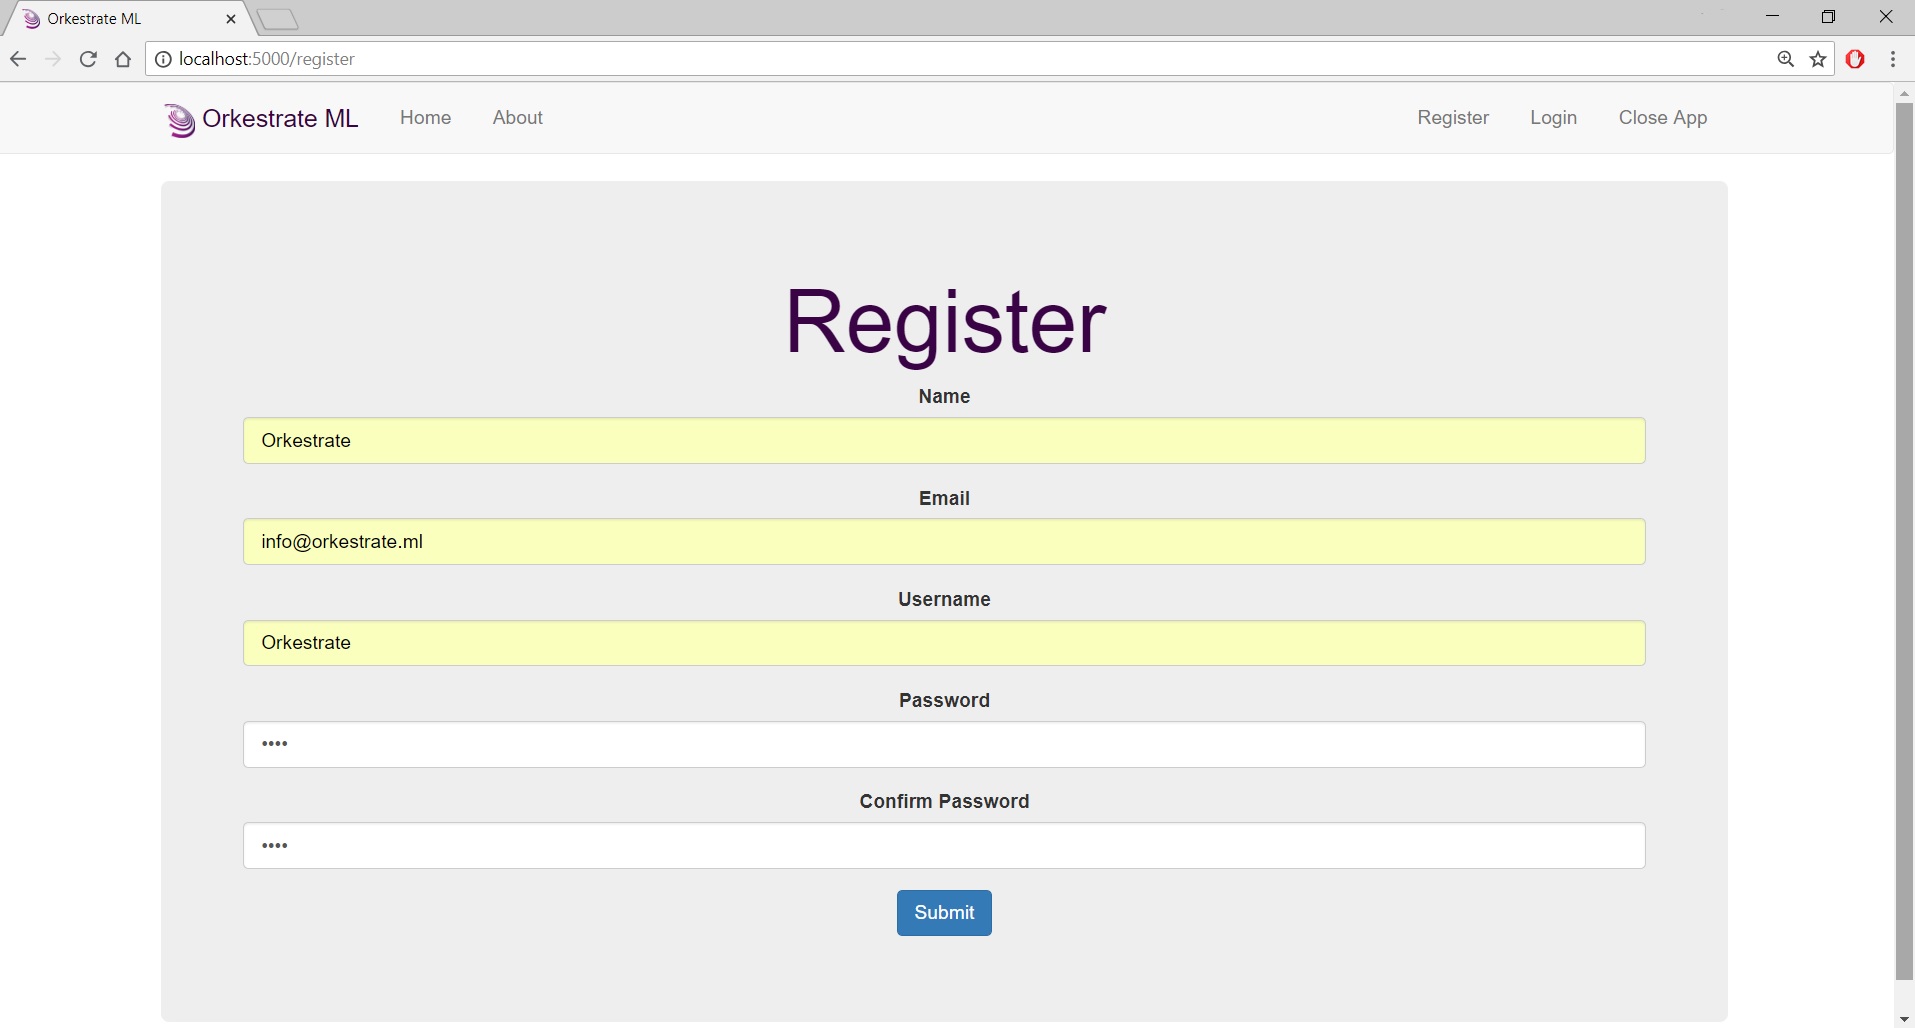 Orkestrate ML
localhost:5000/register
Orkestrate ML Home About Register Login Close App
Register
Name
Orkestrate
Email
info@orkestrate.ml
Username
Orkestrate
Password
••••
Confirm Password
••••
Submit